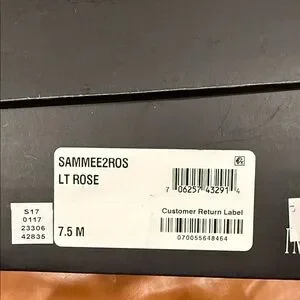 SAMMEE2ROS
LT ROSE
7 06257 43291 4
Customer Return Label
070055648464
7.5 M
S17
0117
23306
42835